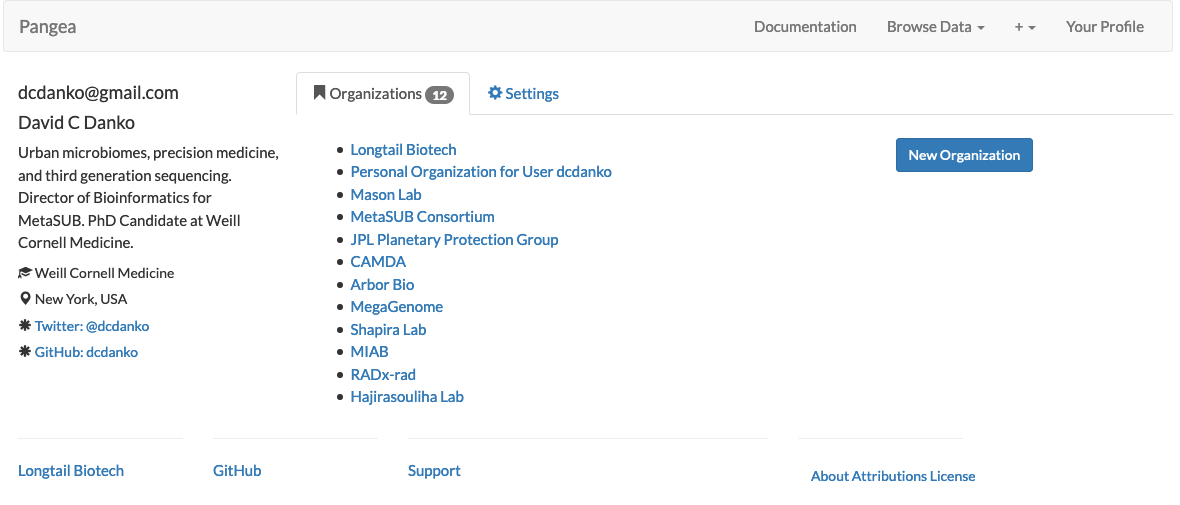 Pangea
Documentation
Browse Data
+
Your Profile
dcdanko@gmail.com
David C Danko
Urban microbiomes, precision medicine,
and third generation sequencing.
Director of Bioinformatics for
MetaSUB. PhD Candidate at Weill
Cornell Medicine.
Weill Cornell Medicine
New York, USA
Twitter: @dcdanko
GitHub: dcdanko
Organizations 12
Settings
Longtail Biotech
Personal Organization for User dcdanko
Mason Lab
MetaSUB Consortium
JPL Planetary Protection Group
CAMDA
Arbor Bio
MegaGenome
Shapira Lab
MIAB
RADx-rad
Hajirasouliha Lab
New Organization
Longtail Biotech
GitHub
Support
About Attributions License